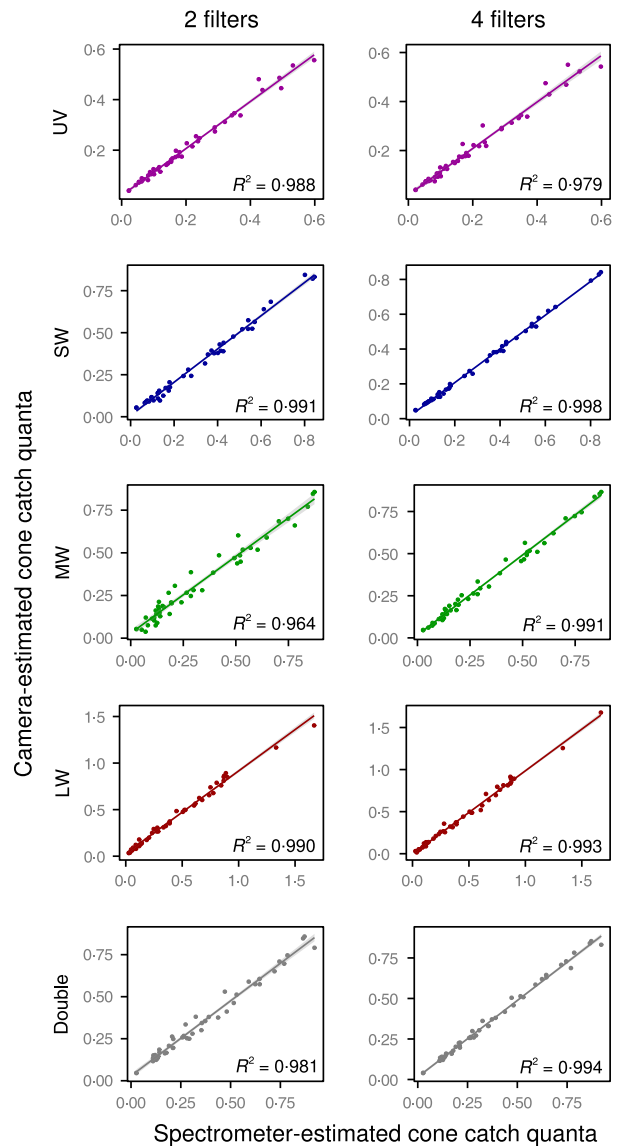 2 filters 4 filters
Camera-estimated cone catch quanta
UV
0·6
0·4
0·2
R² = 0·988
0·0 0·2 0·4 0·6
0·6
0·4
0·2
R² = 0·979
0·0 0·2 0·4 0·6
SW
0·75
0·50
0·25
0·00
R² = 0·991
0·0 0·2 0·4 0·6 0·8
0·8
0·6
0·4
0·2
0·0
R² = 0·998
0·0 0·2 0·4 0·6 0·8
MW
0·75
0·50
0·25
0·00
R² = 0·964
0·00 0·25 0·50 0·75
0·75
0·50
0·25
0·00
R² = 0·991
0·00 0·25 0·50 0·75
LW
1·5
1·0
0·5
0·0
R² = 0·990
0·0 0·5 1·0 1·5
1·5
1·0
0·5
0·0
R² = 0·993
0·0 0·5 1·0 1·5
Double
0·75
0·50
0·25
0·00
R² = 0·981
0·00 0·25 0·50 0·75
0·75
0·50
0·25
0·00
R² = 0·994
0·00 0·25 0·50 0·75
Spectrometer-estimated cone catch quanta